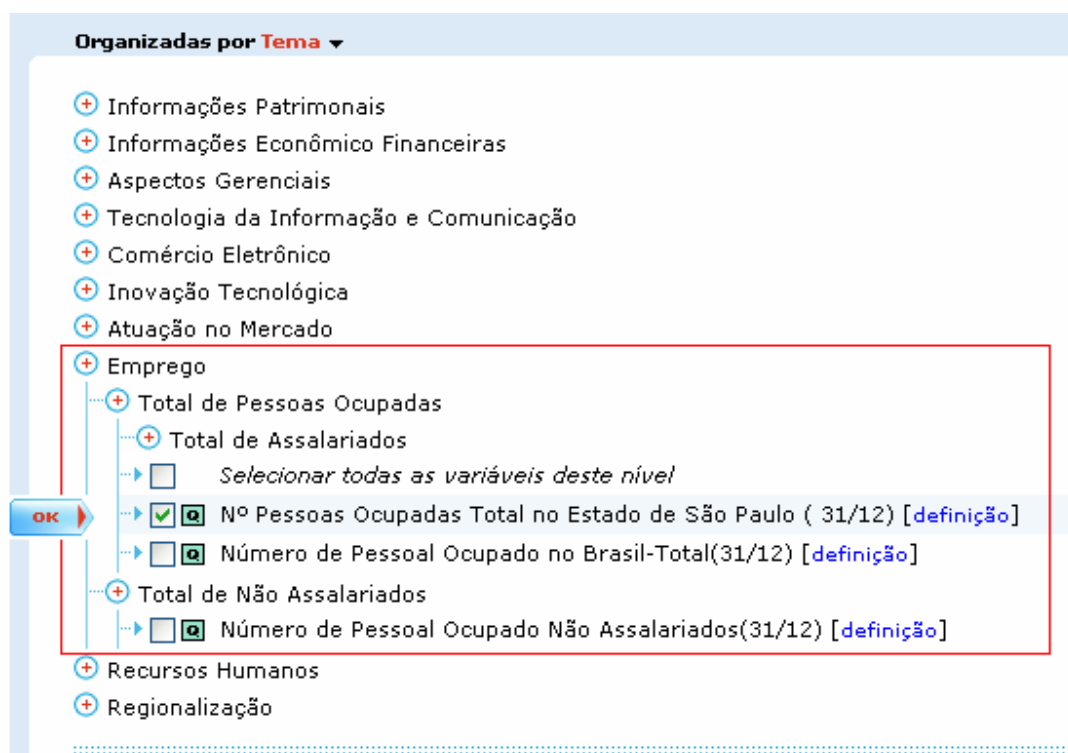 Organizadas por Tema
Informações Patrimonais
Informações Econômico Financeiras
Aspectos Gerenciais
Tecnologia da Informação e Comunicação
Comércio Eletrônico
Inovação Tecnológica
Atuação no Mercado
Emprego
Total de Pessoas Ocupadas
Total de Assalariados
Selecionar todas as variáveis deste nível
OK Q Nº Pessoas Ocupadas Total no Estado de São Paulo ( 31/12) [definição]
Q Número de Pessoal Ocupado no Brasil-Total(31/12) [definição]
Total de Não Assalariados
Q Número de Pessoal Ocupado Não Assalariados(31/12) [definição]
Recursos Humanos
Regionalização